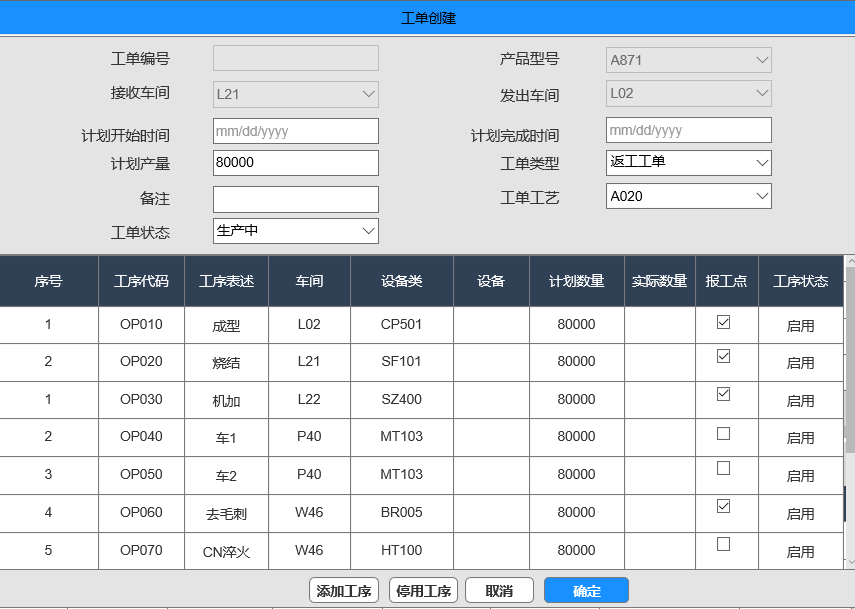 工单创建
工单编号 产品型号 A871
接收车间 L21 发出车间 L02
计划开始时间 mm/dd/yyyy 计划完成时间 mm/dd/yyyy
计划产量 80000 工单类型 返工工单
备注 工单工艺 A020
工单状态 生产中
序号 工序代码 工序表述 车间 设备类 设备 计划数量 实际数量 报工点 工序状态
1 OP010 成型 L02 CP501 80000 启用
2 OP020 烧结 L21 SF101 80000 启用
1 OP030 机加 L22 SZ400 80000 启用
2 OP040 车1 P40 MT103 80000 启用
3 OP050 车2 P40 MT103 80000 启用
4 OP060 去毛刺 W46 BR005 80000 启用
5 OP070 CN淬火 W46 HT100 80000 启用
添加工序 停用工序 取消 确定